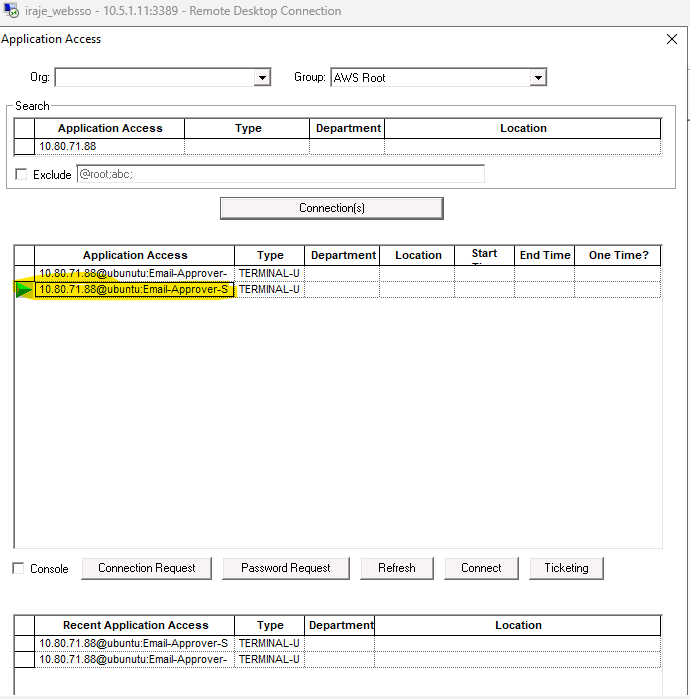 iraje_websso - 10.5.1.11:3389 - Remote Desktop Connection
Application Access
Org: Group: AWS Root
Search
Application Access Type Department Location
10.80.71.88
Exclude @root;abc;
Connection(s)
Application Access Type Department Location Start End Time One Time?
10.80.71.88@ubunutu:Email-Approver- TERMINAL-U
10.80.71.88@ubuntu:Email-Approver-S TERMINAL-U
Console Connection Request Password Request Refresh Connect Ticketing
Recent Application Access Type Department Location
10.80.71.88@ubuntu:Email-Approver-S TERMINAL-U
10.80.71.88@ubunutu:Email-Approver- TERMINAL-U